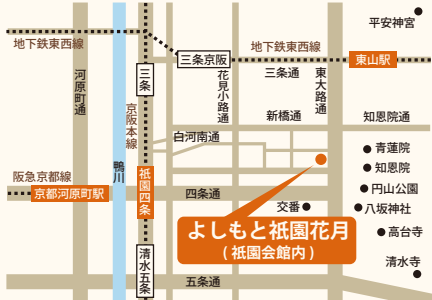 平安神宮
地下鉄東西線
地下鉄東西線
三条京阪
東山駅
三条
河原町通
花見小路通
三条通
東大路通
京阪本線
新橋通
知恩院通
白河南通
青蓮院
知恩院
鴨川
阪急京都線
祇園四条
円山公園
京都河原町駅
四条通
交番
八坂神社
よしもと祇園花月
(祇園会館内)
高台寺
清水五条
清水寺
五条通